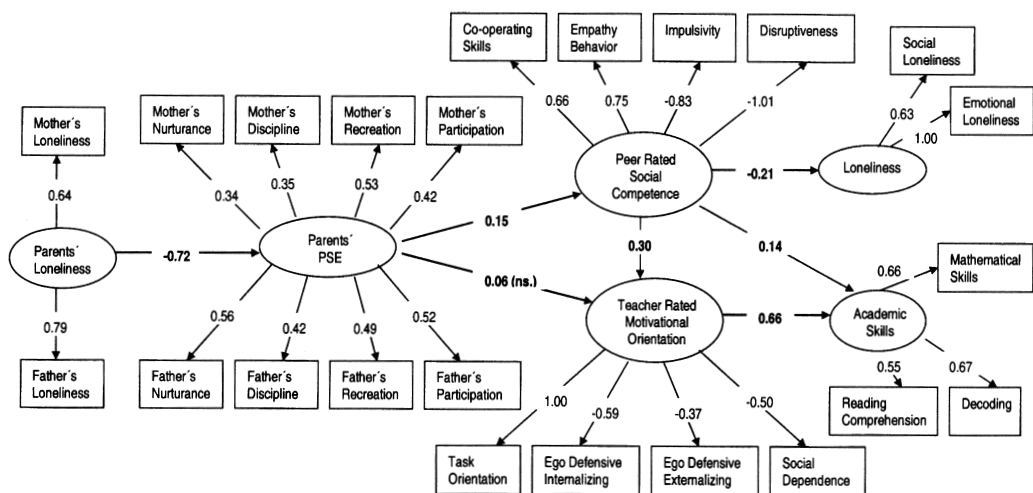 Co-operating
Skills
Empathy
Behavior
Impulsivity
Disruptiveness
Social
Loneliness
Mother´s
Loneliness
Mother´s
Nurturance
Mother´s
Discipline
Mother´s
Recreation
Mother´s
Participation
Emotional
Loneliness
0.66
0.75
-0.83
-1.01
0.63
1.00
0.64
0.34
0.35
0.53
0.42
Peer Rated
Social
Competence
-0.21
Loneliness
0.15
Parents´
Loneliness
-0.72
Parents´
PSE
0.30
0.14
0.06 (ns.)
0.66
Mathematical
Skills
Teacher Rated
Motivational
Orientation
0.66
Academic
Skills
0.79
0.56
0.42
0.49
0.52
0.55
0.67
Father´s
Loneliness
Father´s
Nurturance
Father´s
Discipline
Father´s
Recreation
Father´s
Participation
Reading
Comprehension
Decoding
1.00
-0.59
-0.37
-0.50
Task
Orientation
Ego Defensive
Internalizing
Ego Defensive
Externalizing
Social
Dependence